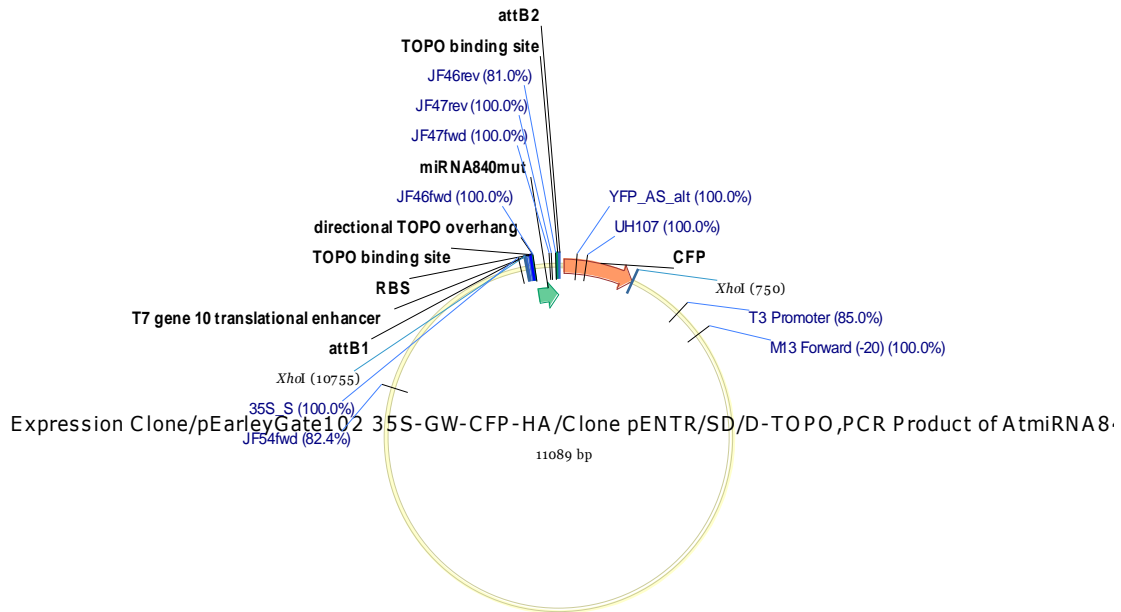 attB2
TOPO binding site
JF46rev (81.0%)
JF47rev (100.0%)
JF47fwd (100.0%)
miRNA840mut
JF46fwd (100.0%)
YFP_AS_alt (100.0%)
directional TOPO overhang
UH107 (100.0%)
TOPO binding site
CFP
RBS
XhoI (750)
T7 gene 10 translational enhancer
T3 Promoter (85.0%)
attB1
M13 Forward (-20) (100.0%)
XhoI (10755)
35S_S (100.0%)
Expression Clone/pEarleyGate102 35S-GW-CFP-HA/Clone pENTR/SD/D-TOPO,PCR Product of AtmiRNA84
JF54fwd (82.4%)
11089 bp